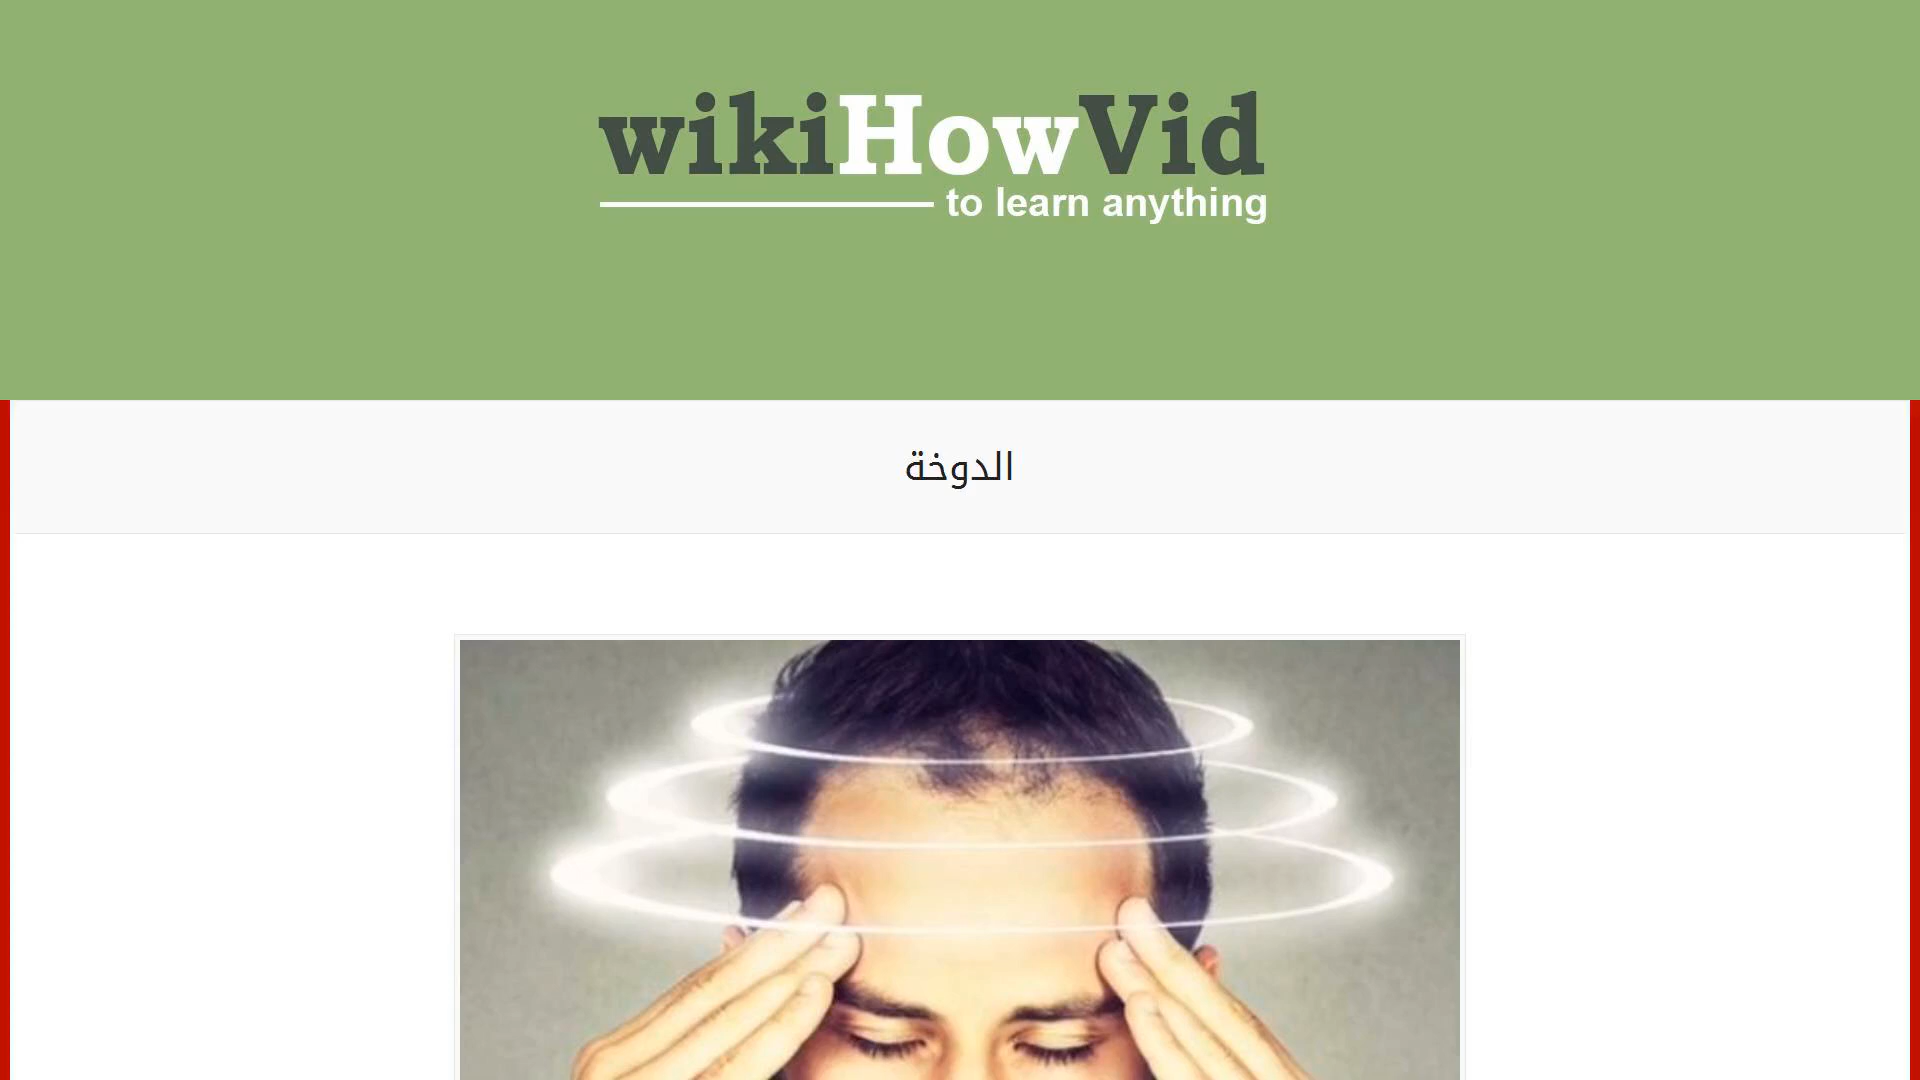 wikiHowVid
to learn anything
الدوخة